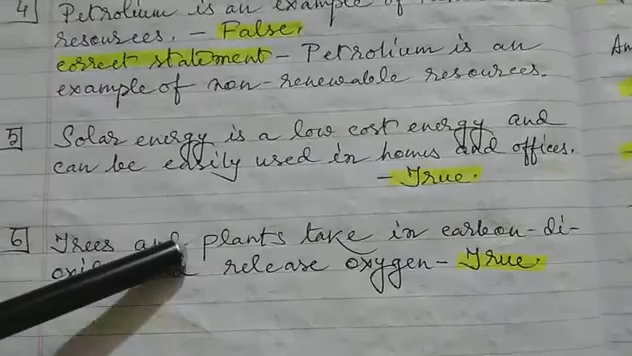 4] Petrolium is an example of
resources. - False.
correct statement - Petrolium is an
example of non-renewable resources.
5] Solar energy is a low cost energy and
can be easily used in homes and offices.
- True.
6] Trees and plants take in carbon-di-
release oxygen - True.